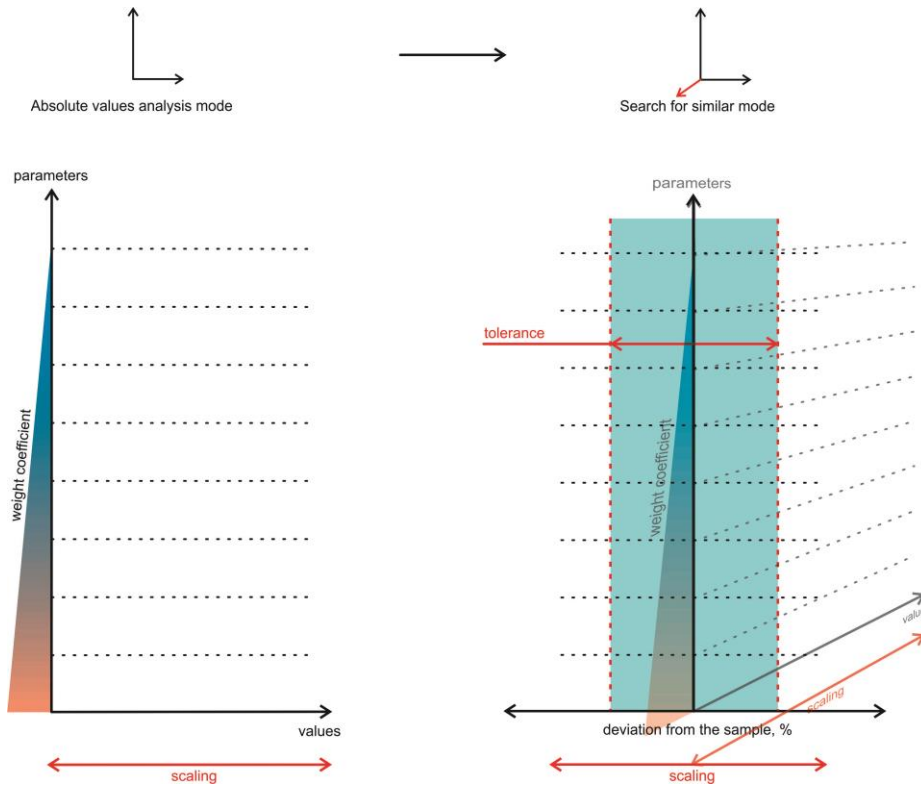 Absolute values analysis mode
Search for similar mode
parameters
weight coefficient
values
scaling
parameters
tolerance
weight coefficient
scaling
deviation from the sample, %
scaling